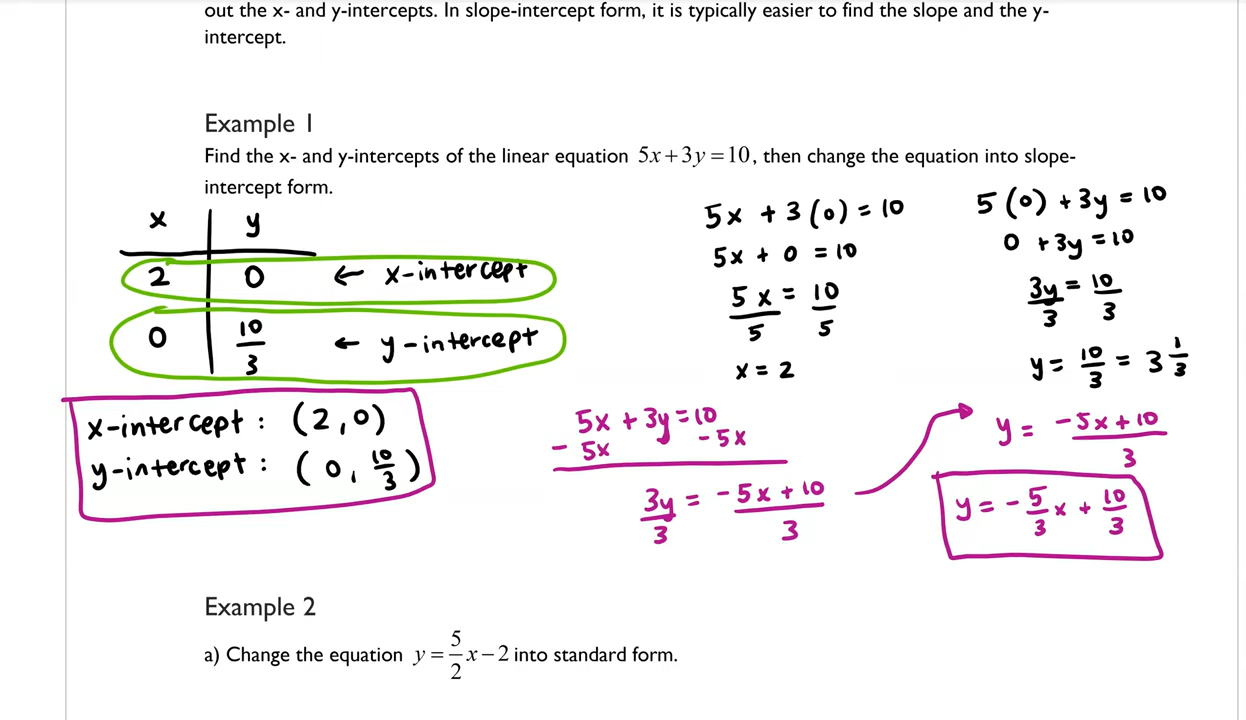 out the x- and y-intercepts. In slope-intercept form, it is typically easier to find the slope and the y-
intercept.
Example 1
Find the x- and y-intercepts of the linear equation 5x+3y=10, then change the equation into slope-
intercept form.
x y
2 0 ← x-intercept
0 10/3 ← y-intercept
x-intercept: (2,0)
y-intercept: (0, 10/3)
5x + 3(0) = 10
5x + 0 = 10
5x/5 = 10/5
x = 2
5(0) + 3y = 10
0 + 3y = 10
3y/3 = 10/3
y = 10/3 = 3 1/3
5x + 3y = 10
- 5x - 5x
3y/3 = -5x + 10/3
y = -5x + 10/3
y = -5/3 x + 10/3
Example 2
a) Change the equation y = 5/2 x - 2 into standard form.